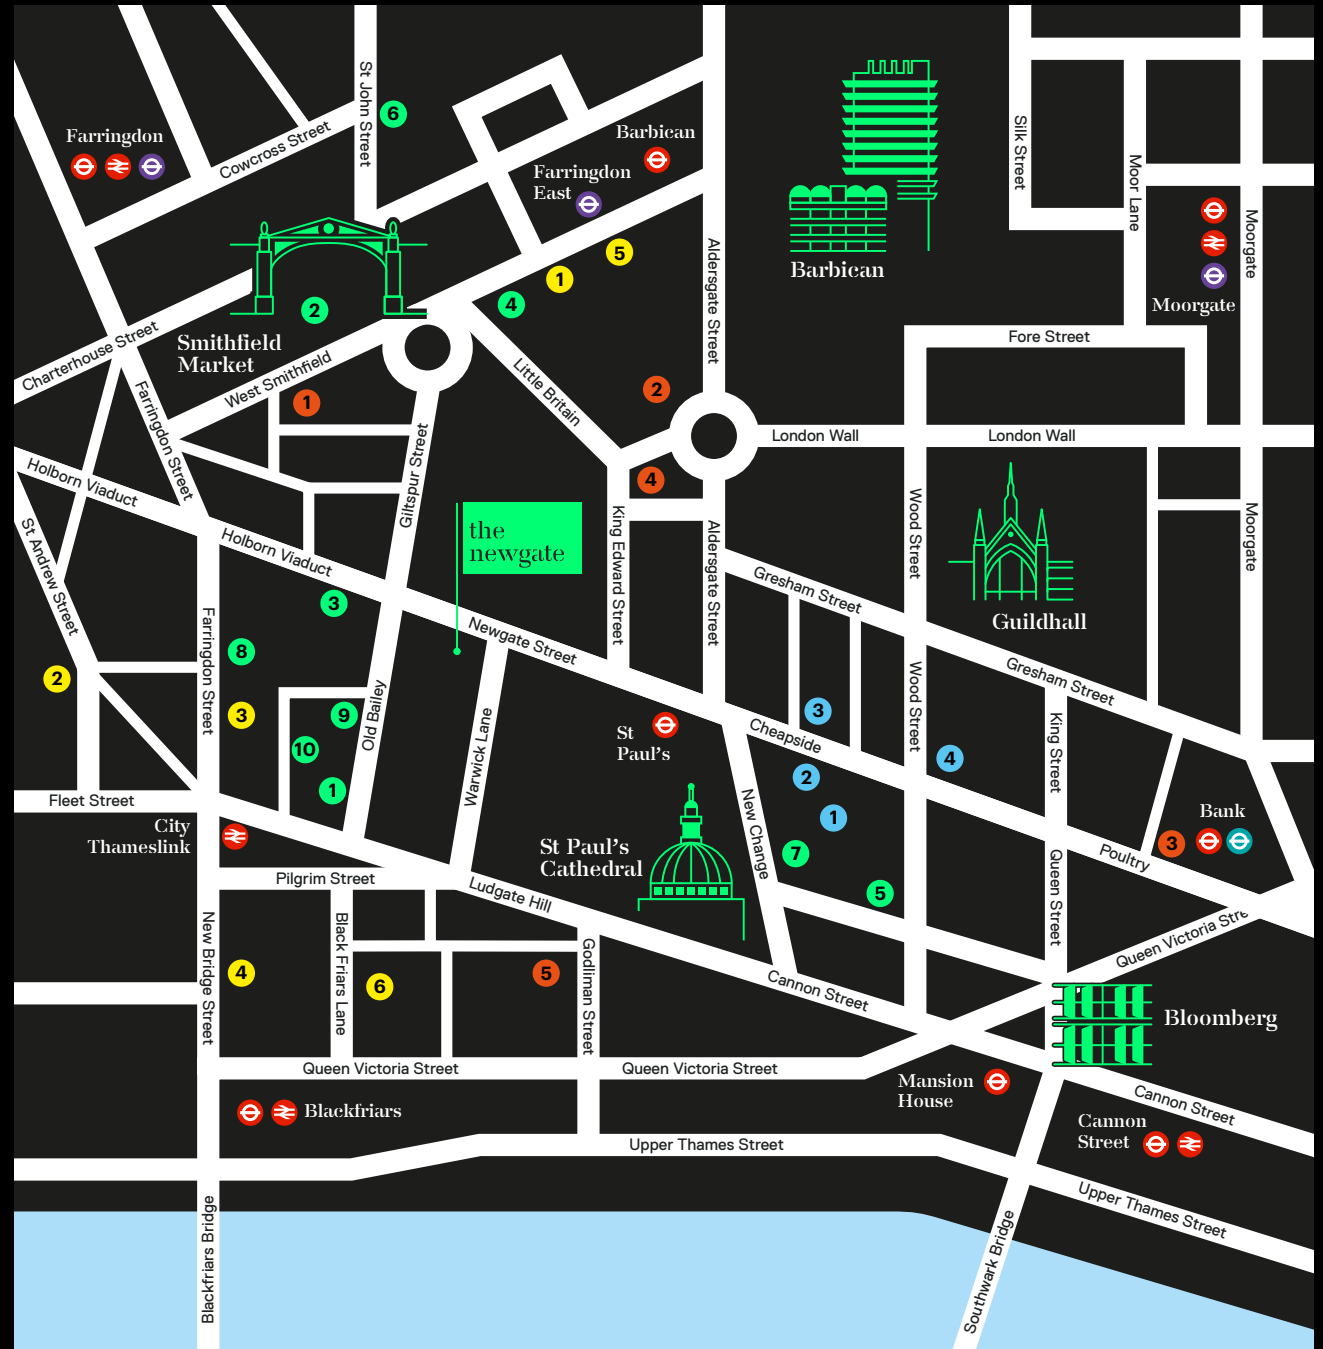 St John Street
6
Farringdon
Cowcross Street
Barbican
Farringdon
East
5
1
4
2
Smithfield
Market
Charterhouse Street
West Smithfield
1
Farringdon Street
Little Britain
2
4
Aldersgate Street
Barbican
Silk Street
Moor Lane
Moorgate
Moorgate
Fore Street
London Wall
London Wall
Holborn Viaduct
St Andrew Street
Holborn Viaduct
Giltspur Street
the
newgate
King Edward Street
Aldersgate Street
Wood Street
Moorgate
Gresham Street
Guildhall
3
8
Farringdon Street
2
3
9
10
1
Old Bailey
Newgate Street
Warwick Lane
St
Paul's
Cheapside
3
Wood Street
Gresham Street
King Street
4
2
1
New Change
7
5
Fleet Street
City
Thameslink
St Paul's
Cathedral
Bank
3
Poultry
Queen Street
Pilgrim Street
Ludgate Hill
New Bridge Street
Black Friars Lane
4
6
5
Godliman Street
Cannon Street
Queen Victoria Stre
Bloomberg
Queen Victoria Street
Queen Victoria Street
Mansion
House
Blackfriars
Cannon Street
Cannon
Street
Upper Thames Street
Upper Thames Street
Blackfriars Bridge
Southwark Bridge